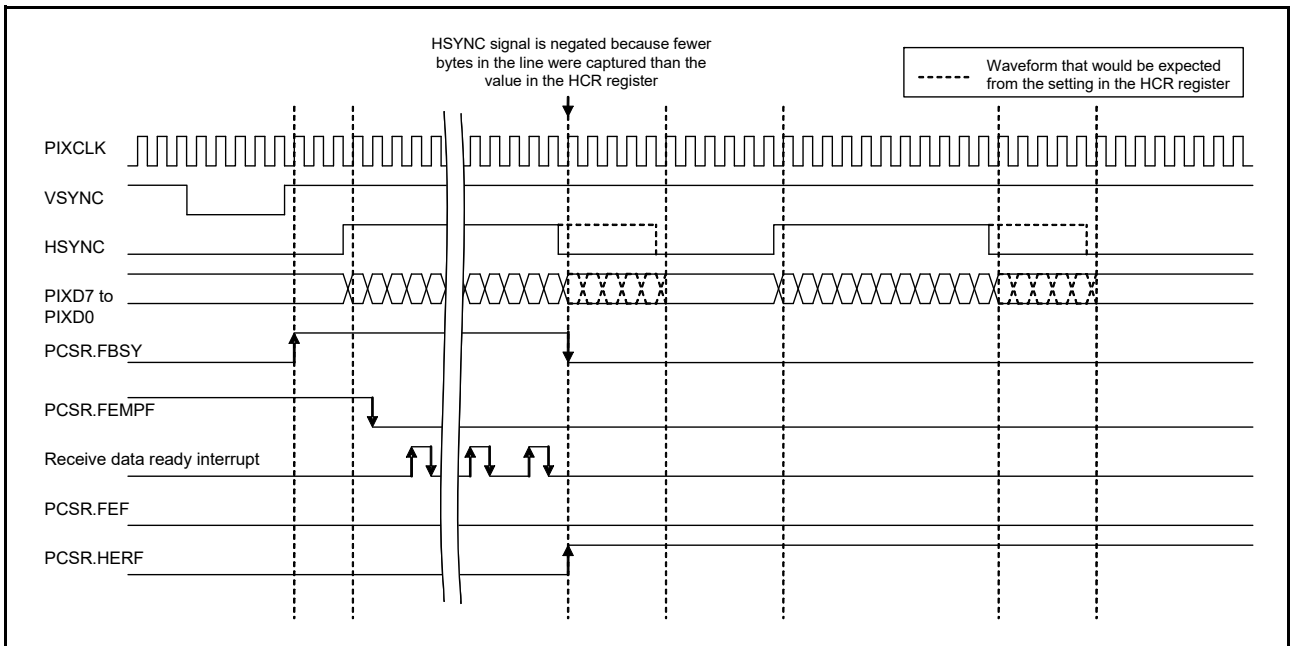 HSYNC signal is negated because fewer
bytes in the line were captured than the
value in the HCR register
Waveform that would be expected
from the setting in the HCR register
PIXCLK
VSYNC
HSYNC
PIXD7 to
PIXD0
PCSR.FBSY
PCSR.FEMPF
Receive data ready interrupt
PCSR.FEF
PCSR.HERF